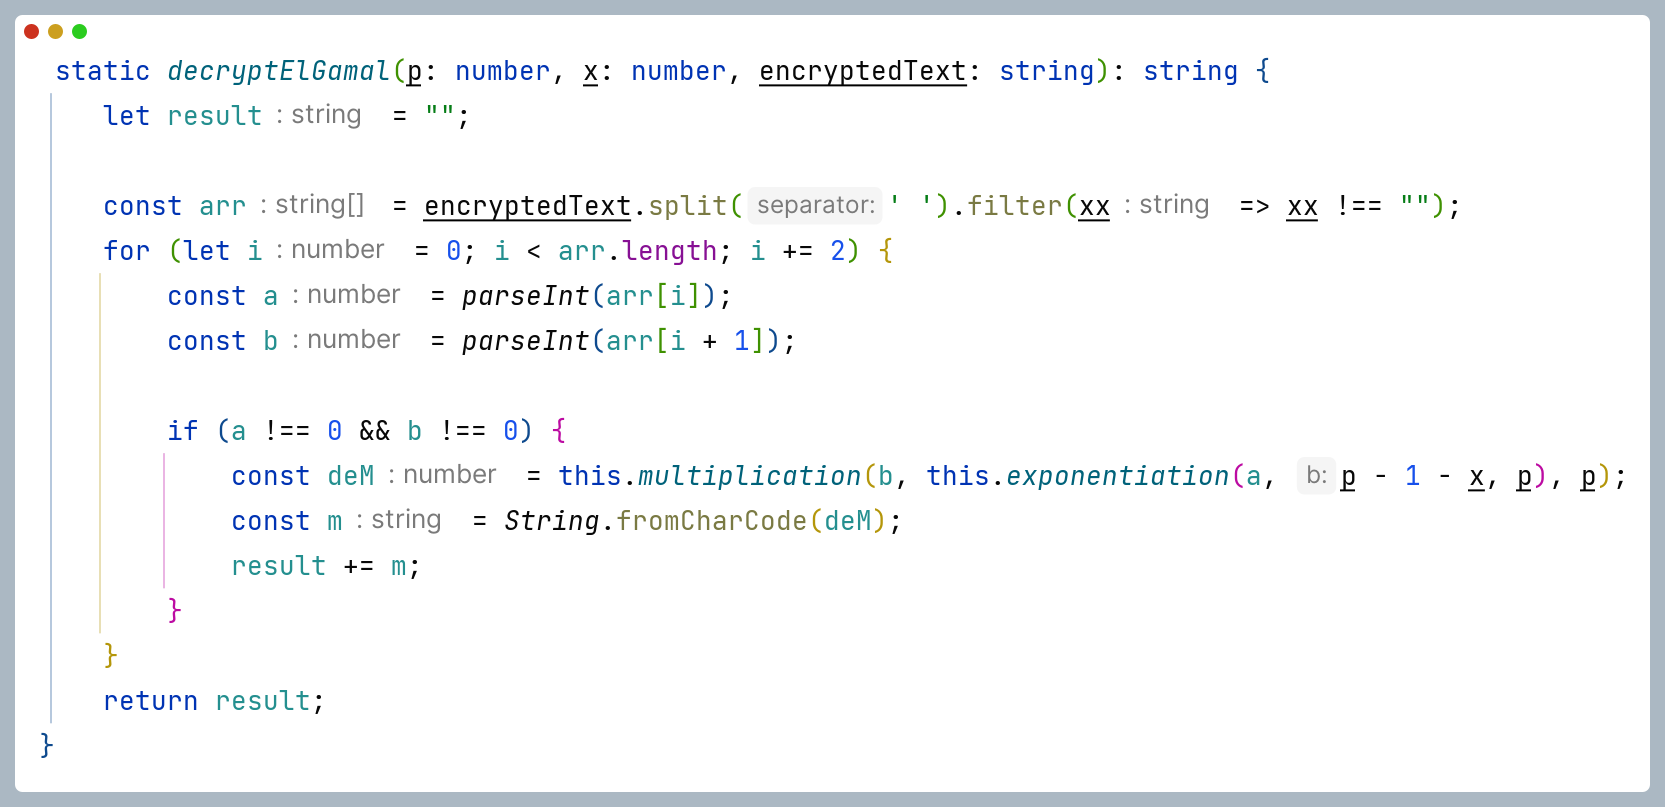 static decryptElGamal(p: number, x: number, encryptedText: string): string {
let result : string = "";
const arr : string[] = encryptedText.split( separator: ' ').filter(xx : string => xx !== "");
for (let i : number = 0; i < arr.length; i += 2) {
const a : number = parseInt(arr[i]);
const b : number = parseInt(arr[i + 1]);
if (a !== 0 && b !== 0) {
const deM : number = this.multiplication(b, this.exponentiation(a, b: p - 1 - x, p), p);
const m : string = String.fromCharCode(deM);
result += m;
}
}
return result;
}